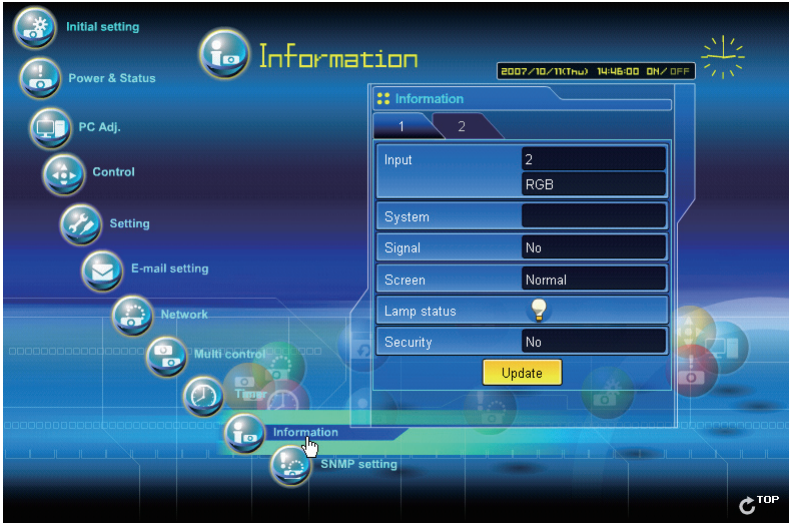 Initial setting
Information
2007/10/11(Thu) 14:46:00 ON/OFF
Power & Status
Information
1 2
PC Adj.
Input 2
RGB
Control
System
Setting
Signal No
E-mail setting
Screen Normal
Network
Lamp status
Multi control
Security No
Update
Information
SNMP setting
TOP